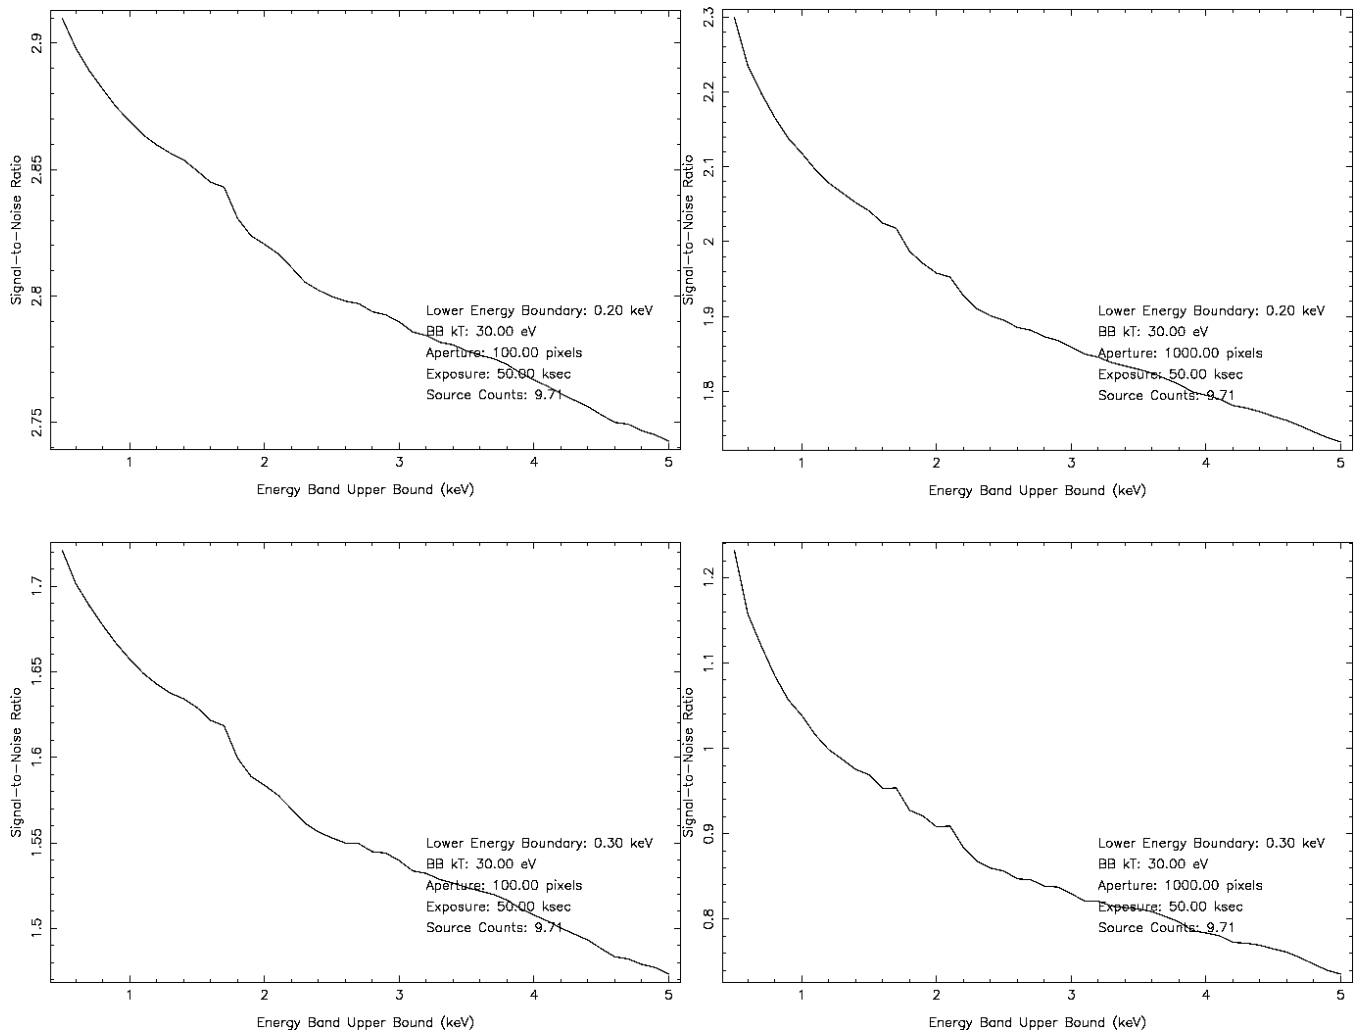 2.9
2.85
2.8
2.75
Signal-to-Noise Ratio
Lower Energy Boundary: 0.20 keV
BB kT: 30.00 eV
Aperture: 100.00 pixels
Exposure: 50.00 ksec
Source Counts: 9.71
1 2 3 4 5
Energy Band Upper Bound (keV)
2.3
2.2
2.1
2
1.9
1.8
Signal-to-Noise Ratio
Lower Energy Boundary: 0.20 keV
BB kT: 30.00 eV
Aperture: 1000.00 pixels
Exposure: 50.00 ksec
Source Counts: 9.71
1 2 3 4 5
Energy Band Upper Bound (keV)
1.7
1.65
1.6
1.55
1.5
Signal-to-Noise Ratio
Lower Energy Boundary: 0.30 keV
BB kT: 30.00 eV
Aperture: 100.00 pixels
Exposure: 50.00 ksec
Source Counts: 9.71
1 2 3 4 5
Energy Band Upper Bound (keV)
1.2
1.1
1
0.9
0.8
Signal-to-Noise Ratio
Lower Energy Boundary: 0.30 keV
BB kT: 30.00 eV
Aperture: 1000.00 pixels
Exposure: 50.00 ksec
Source Counts: 9.71
1 2 3 4 5
Energy Band Upper Bound (keV)